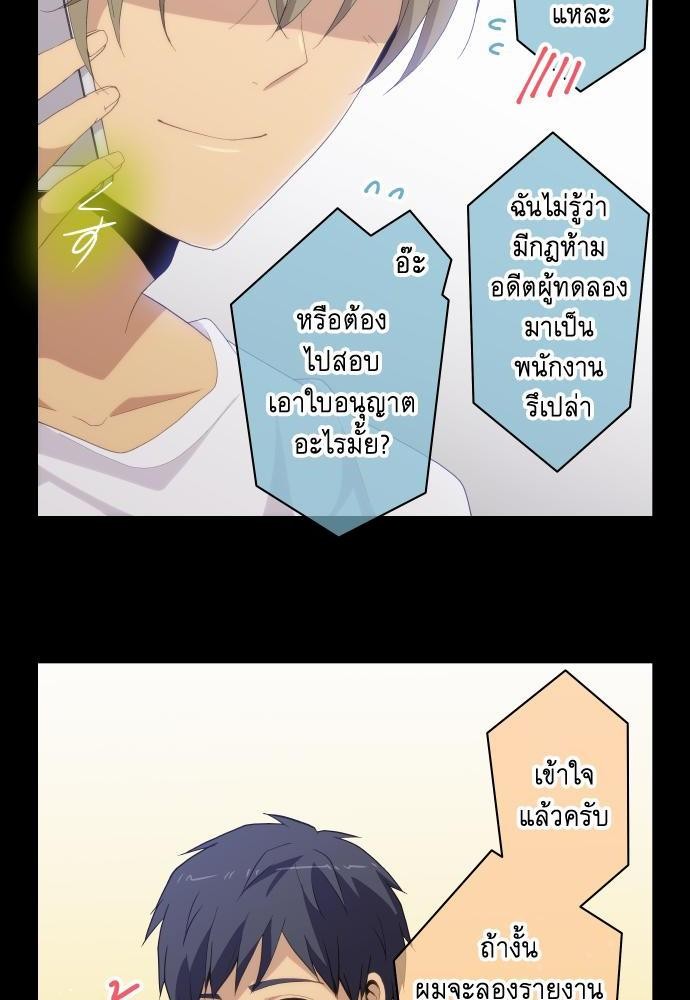 แหละ
ฉันไม่รู้ว่า
มีกฎห้าม
อดีตผู้ทดลอง
มาเป็น
พนักงาน
รึเปล่า
อ๊ะ
หรือต้อง
ไปสอบ
เอาใบอนุญาต
อะไรมั้ย?
くす
เข้าใจ
แล้วครับ
ถ้างั้น
ผมจะลองรายงาน